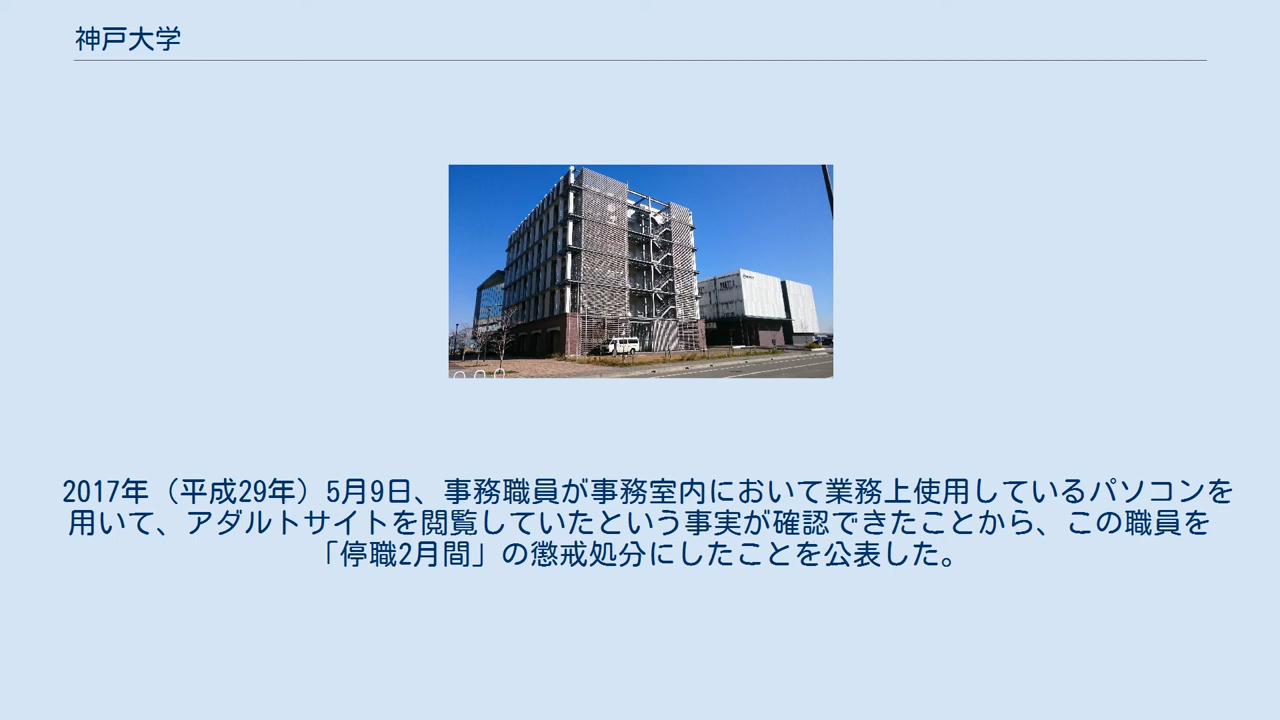 神戸大学
2017年（平成29年）5月9日、事務職員が事務室内において業務上使用しているパソコンを
用いて、アダルトサイトを閲覧していたという事実が確認できたことから、この職員を
「停職2月間」の懲戒処分にしたことを公表した。